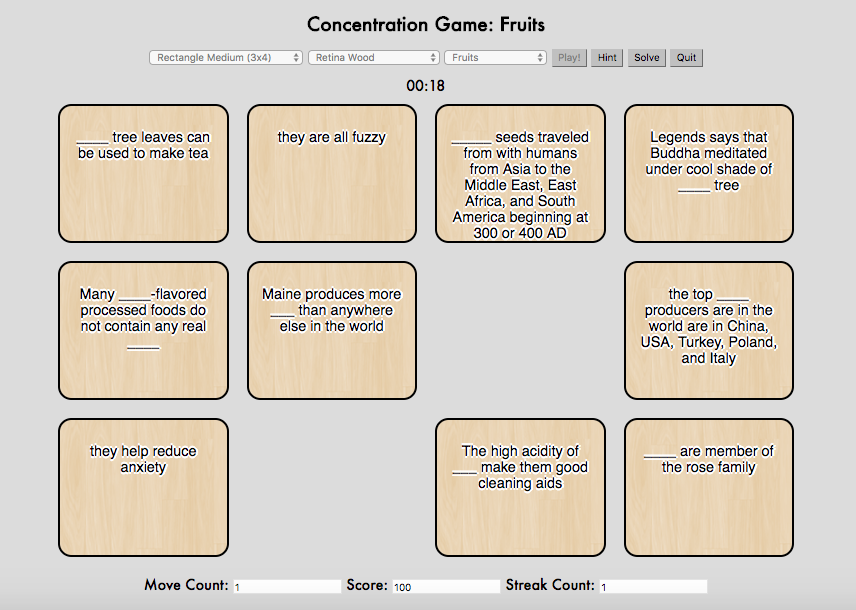 Concentration Game: Fruits
Rectangle Medium (3x4) Retina Wood Fruits Play! Hint Solve Quit
00:18
____ tree leaves can
be used to make tea
they are all fuzzy
_____ seeds traveled
from with humans
from Asia to the
Middle East, East
Africa, and South
America beginning at
300 or 400 AD
Legends says that
Buddha meditated
under cool shade of
____ tree
Many ____-flavored
processed foods do
not contain any real
____
Maine produces more
___ than anywhere
else in the world
the top ____
producers are in the
world are in China,
USA, Turkey, Poland,
and Italy
they help reduce
anxiety
The high acidity of
___ make them good
cleaning aids
____ are member of
the rose family
Move Count: 1 Score: 100 Streak Count: 1